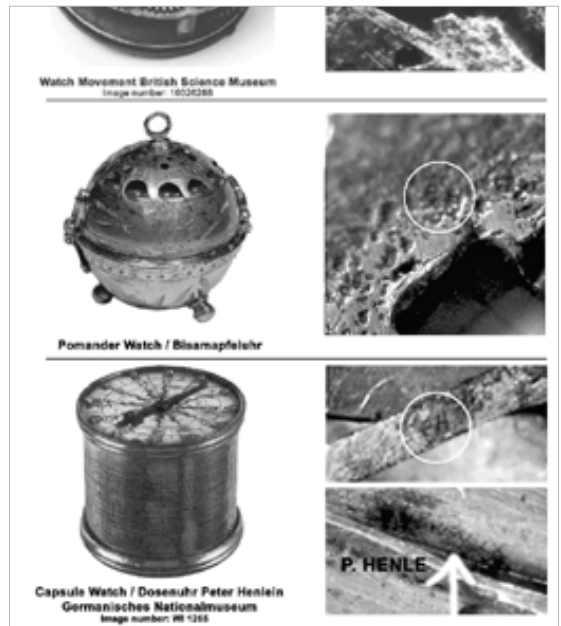 Watch Movement British Science Museum
Image number: 10326288
Pomander Watch / Bisamapfeluhr
P. HENLE
Capsule Watch / Dosenuhr Peter Henlein
Germanisches Nationalmuseum
Image number: WI 1265